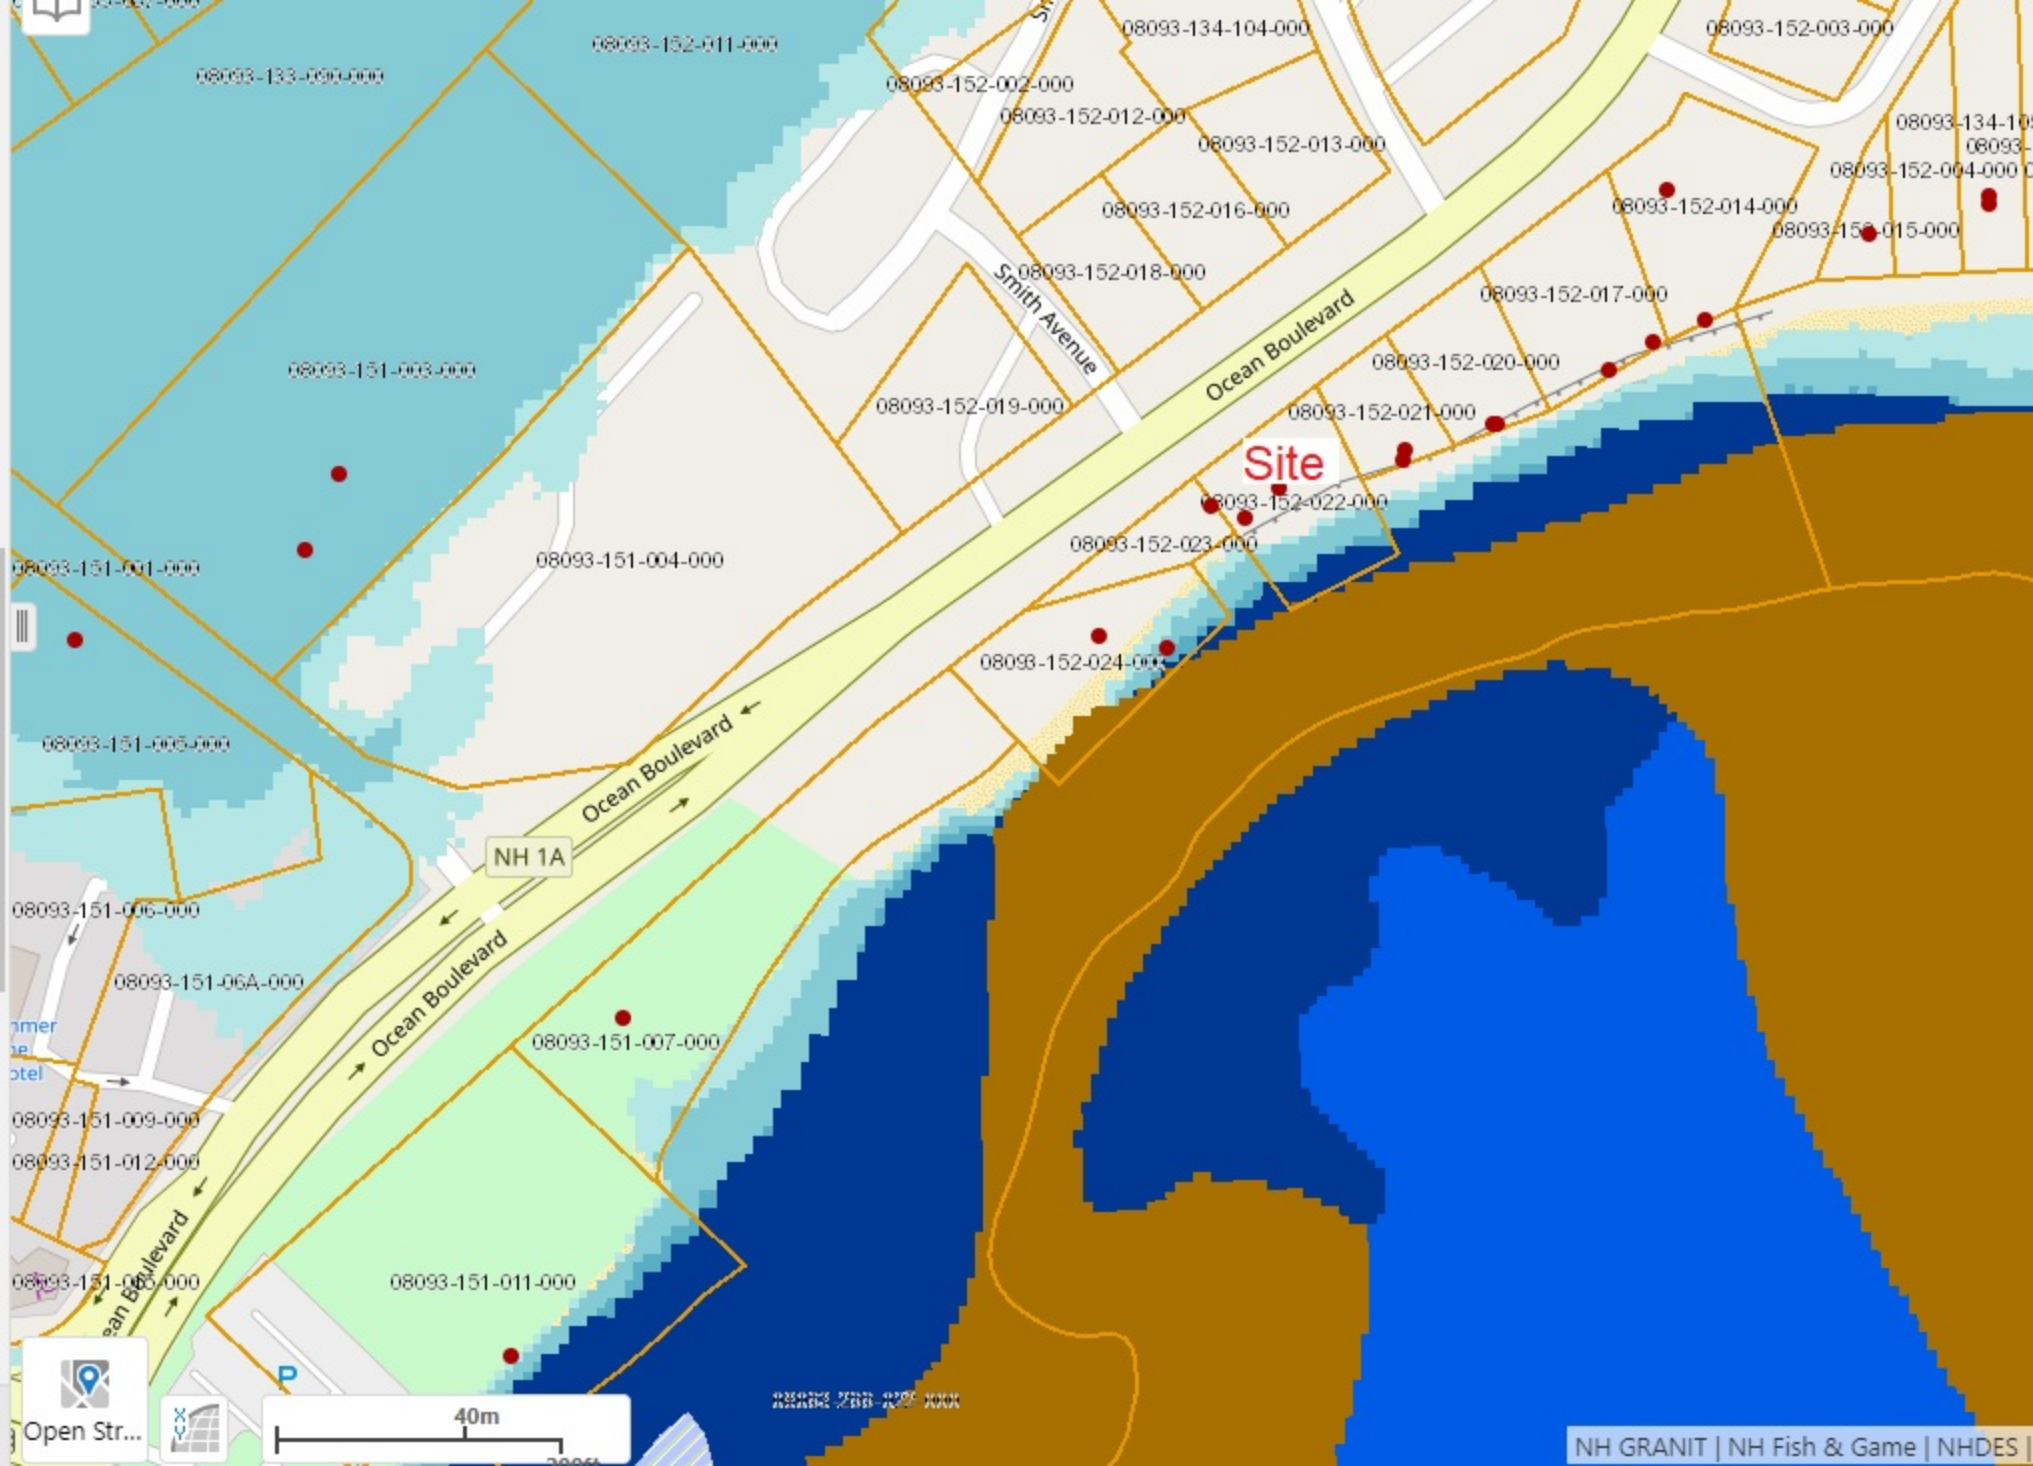 08093-152-011-000
08093-133-090-000
08093-134-104-000
08093-152-003-000
08093-152-002-000
08093-152-012-000
08093-152-013-000
08093-134-10
08093-
08093-152-004-000
08093-152-016-000
08093-152-014-000
08093-152-015-000
08093-152-018-000
Smith Avenue
08093-152-017-000
Ocean Boulevard
08093-151-003-000
08093-152-020-000
08093-152-019-000
08093-152-021-000
Site
08093-152-022-000
08093-152-023-000
08093-151-004-000
08093-151-001-000
08093-152-024-000
08093-151-005-000
Ocean Boulevard
NH 1A
08093-151-006-000
08093-151-06A-000
Ocean Boulevard
08093-151-007-000
08093-151-009-000
08093-151-012-000
08093-151-011-000
ean Boulevard
P
40m
Open Str...
X
Y
NH GRANIT | NH Fish & Game | NHDES |